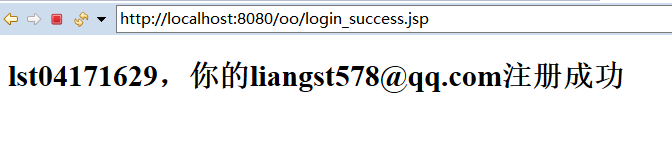 http://localhost:8080/oo/login_success.jsp
lst04171629，你的liangst578@qq.com注册成功